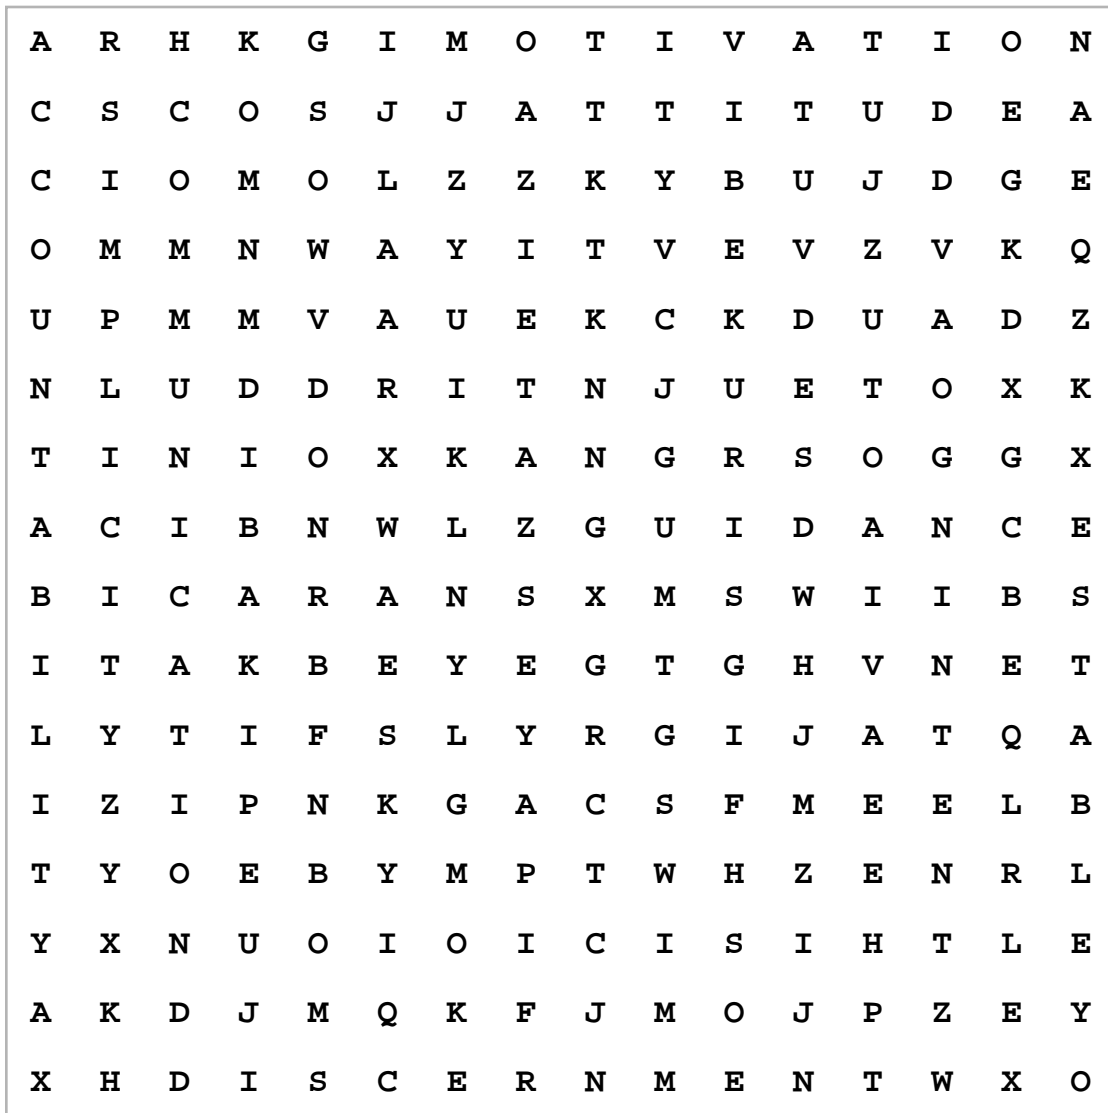 A R H K G I M O T I V A T I O N
C S C O S J J A T T I T U D E A
C I O M O L Z Z K Y B U J D G E
O M M N W A Y I T V E V Z V K Q
U P M M V A U E K C K D U A D Z
N L U D D R I T N J U E T O X K
T I N I O X K A N G R S O G G X
A C I B N W L Z G U I D A N C E
B I C A R A N S X M S W I I B S
I T A K B E Y E G T G H V N E T
L Y T I F S L Y R G I J A T Q A
I Z I P N K G A C S F M E E L B
T Y O E B Y M P T W H Z E N R L
Y X N U O I O I C I S I H T L E
A K D J M Q K F J M O J P Z E Y
X H D I S C E R N M E N T W X O